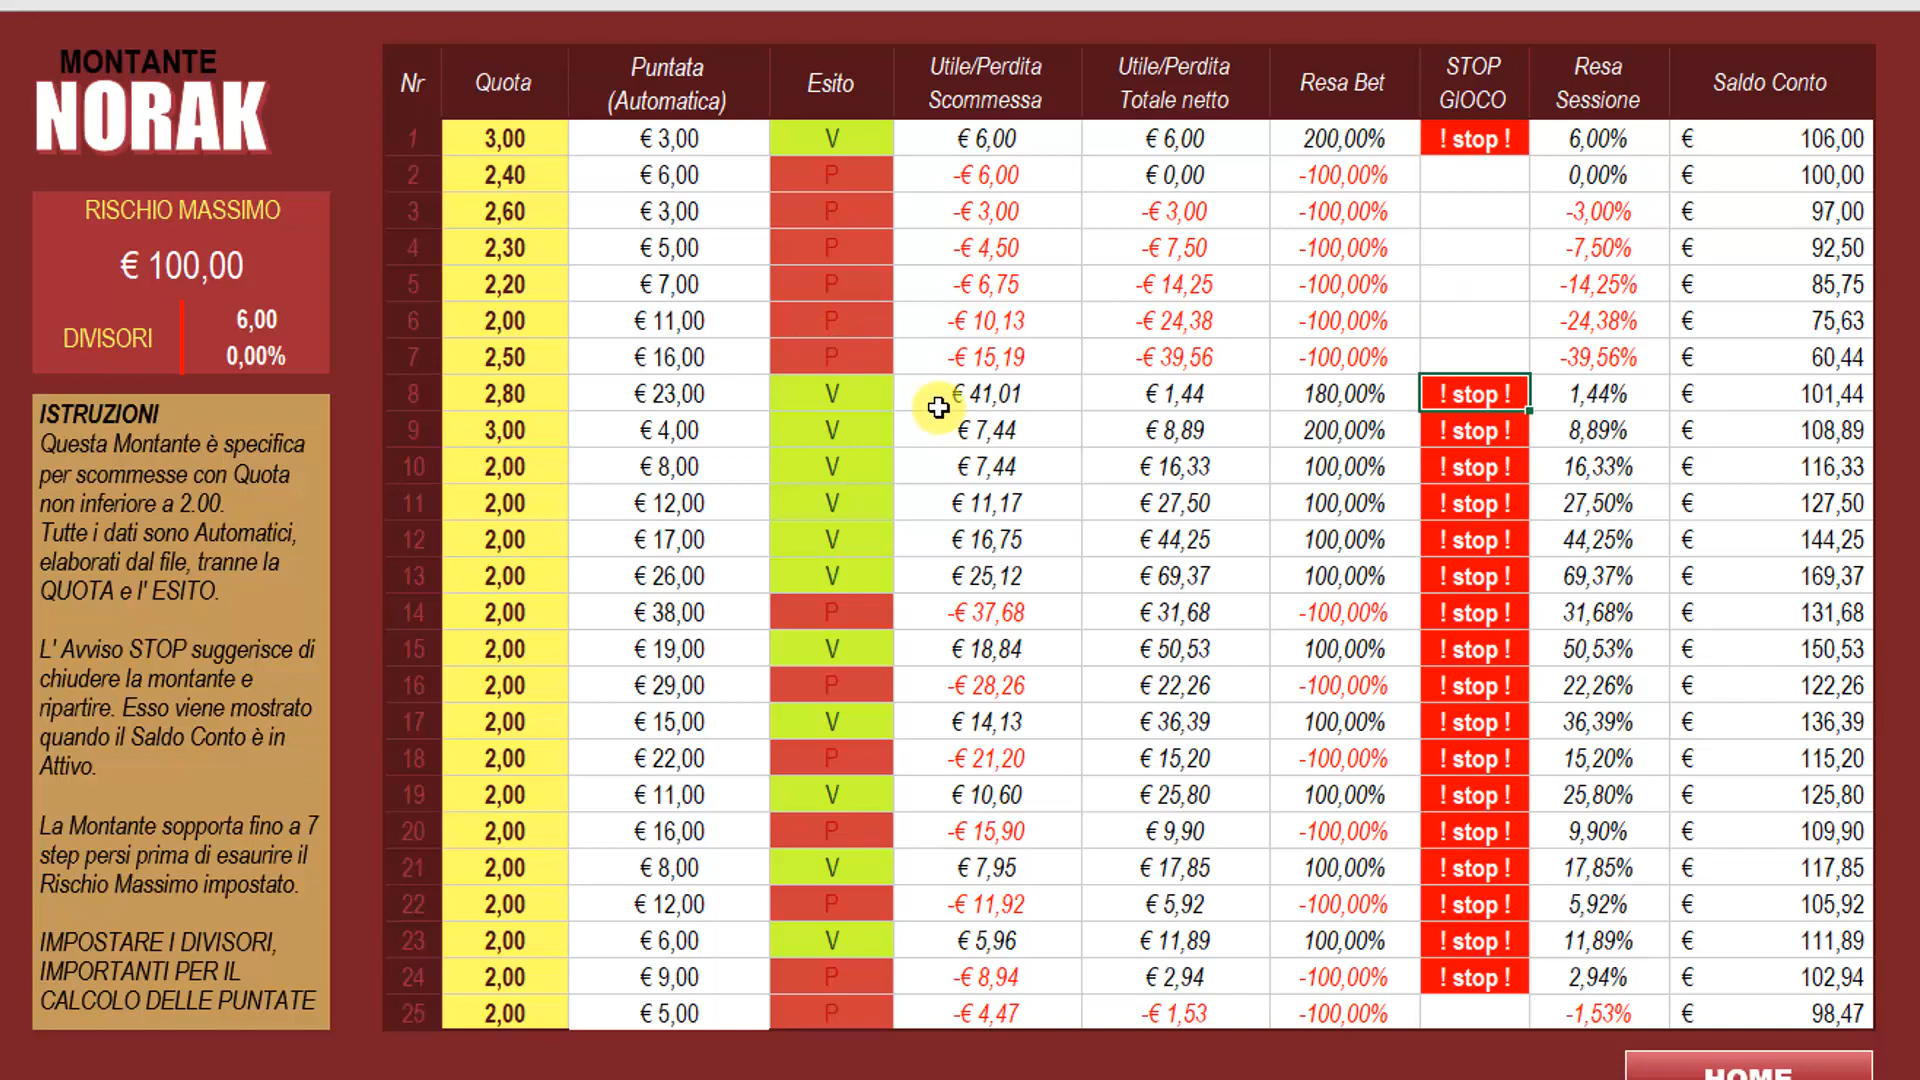 MONTANTE
NORAK
RISCHIO MASSIMO
€ 100,00
DIVISORI
6,00
0,00%
ISTRUZIONI
Questa Montante è specifica
per scommesse con Quota
non inferiore a 2.00.
Tutte i dati sono Automatici,
elaborati dal file, tranne la
QUOTA e l' ESITO.
L' Avviso STOP suggerisce di
chiudere la montante e
ripartire. Esso viene mostrato
quando il Saldo Conto è in
Attivo.
La Montante sopporta fino a 7
step persi prima di esaurire il
Rischio Massimo impostato.
IMPOSTARE I DIVISORI,
IMPORTANTI PER IL
CALCOLO DELLE PUNTATE
Nr Quota Puntata (Automatica) Esito Utile/Perdita Scommessa Utile/Perdita Totale netto Resa Bet STOP GIOCO Resa Sessione Saldo Conto
1 3,00 € 3,00 V € 6,00 € 6,00 200,00% ! stop ! 6,00% € 106,00
2 2,40 € 6,00 P -€ 6,00 € 0,00 -100,00% 0,00% € 100,00
3 2,60 € 3,00 P -€ 3,00 -€ 3,00 -100,00% -3,00% € 97,00
4 2,30 € 5,00 P -€ 4,50 -€ 7,50 -100,00% -7,50% € 92,50
5 2,20 € 7,00 P -€ 6,75 -€ 14,25 -100,00% -14,25% € 85,75
6 2,00 € 11,00 P -€ 10,13 -€ 24,38 -100,00% -24,38% € 75,63
7 2,50 € 16,00 P -€ 15,19 -€ 39,56 -100,00% -39,56% € 60,44
8 2,80 € 23,00 V € 41,01 € 1,44 180,00% ! stop ! 1,44% € 101,44
9 3,00 € 4,00 V € 7,44 € 8,89 200,00% ! stop ! 8,89% € 108,89
10 2,00 € 8,00 V € 7,44 € 16,33 100,00% ! stop ! 16,33% € 116,33
11 2,00 € 12,00 V € 11,17 € 27,50 100,00% ! stop ! 27,50% € 127,50
12 2,00 € 17,00 V € 16,75 € 44,25 100,00% ! stop ! 44,25% € 144,25
13 2,00 € 26,00 V € 25,12 € 69,37 100,00% ! stop ! 69,37% € 169,37
14 2,00 € 38,00 P -€ 37,68 € 31,68 -100,00% ! stop ! 31,68% € 131,68
15 2,00 € 19,00 V € 18,84 € 50,53 100,00% ! stop ! 50,53% € 150,53
16 2,00 € 29,00 P -€ 28,26 € 22,26 -100,00% ! stop ! 22,26% € 122,26
17 2,00 € 15,00 V € 14,13 € 36,39 100,00% ! stop ! 36,39% € 136,39
18 2,00 € 22,00 P -€ 21,20 € 15,20 -100,00% ! stop ! 15,20% € 115,20
19 2,00 € 11,00 V € 10,60 € 25,80 100,00% ! stop ! 25,80% € 125,80
20 2,00 € 16,00 P -€ 15,90 € 9,90 -100,00% ! stop ! 9,90% € 109,90
21 2,00 € 8,00 V € 7,95 € 17,85 100,00% ! stop ! 17,85% € 117,85
22 2,00 € 12,00 P -€ 11,92 € 5,92 -100,00% ! stop ! 5,92% € 105,92
23 2,00 € 6,00 V € 5,96 € 11,89 100,00% ! stop ! 11,89% € 111,89
24 2,00 € 9,00 P -€ 8,94 € 2,94 -100,00% ! stop ! 2,94% € 102,94
25 2,00 € 5,00 P -€ 4,47 -€ 1,53 -100,00% -1,53% € 98,47
HOME